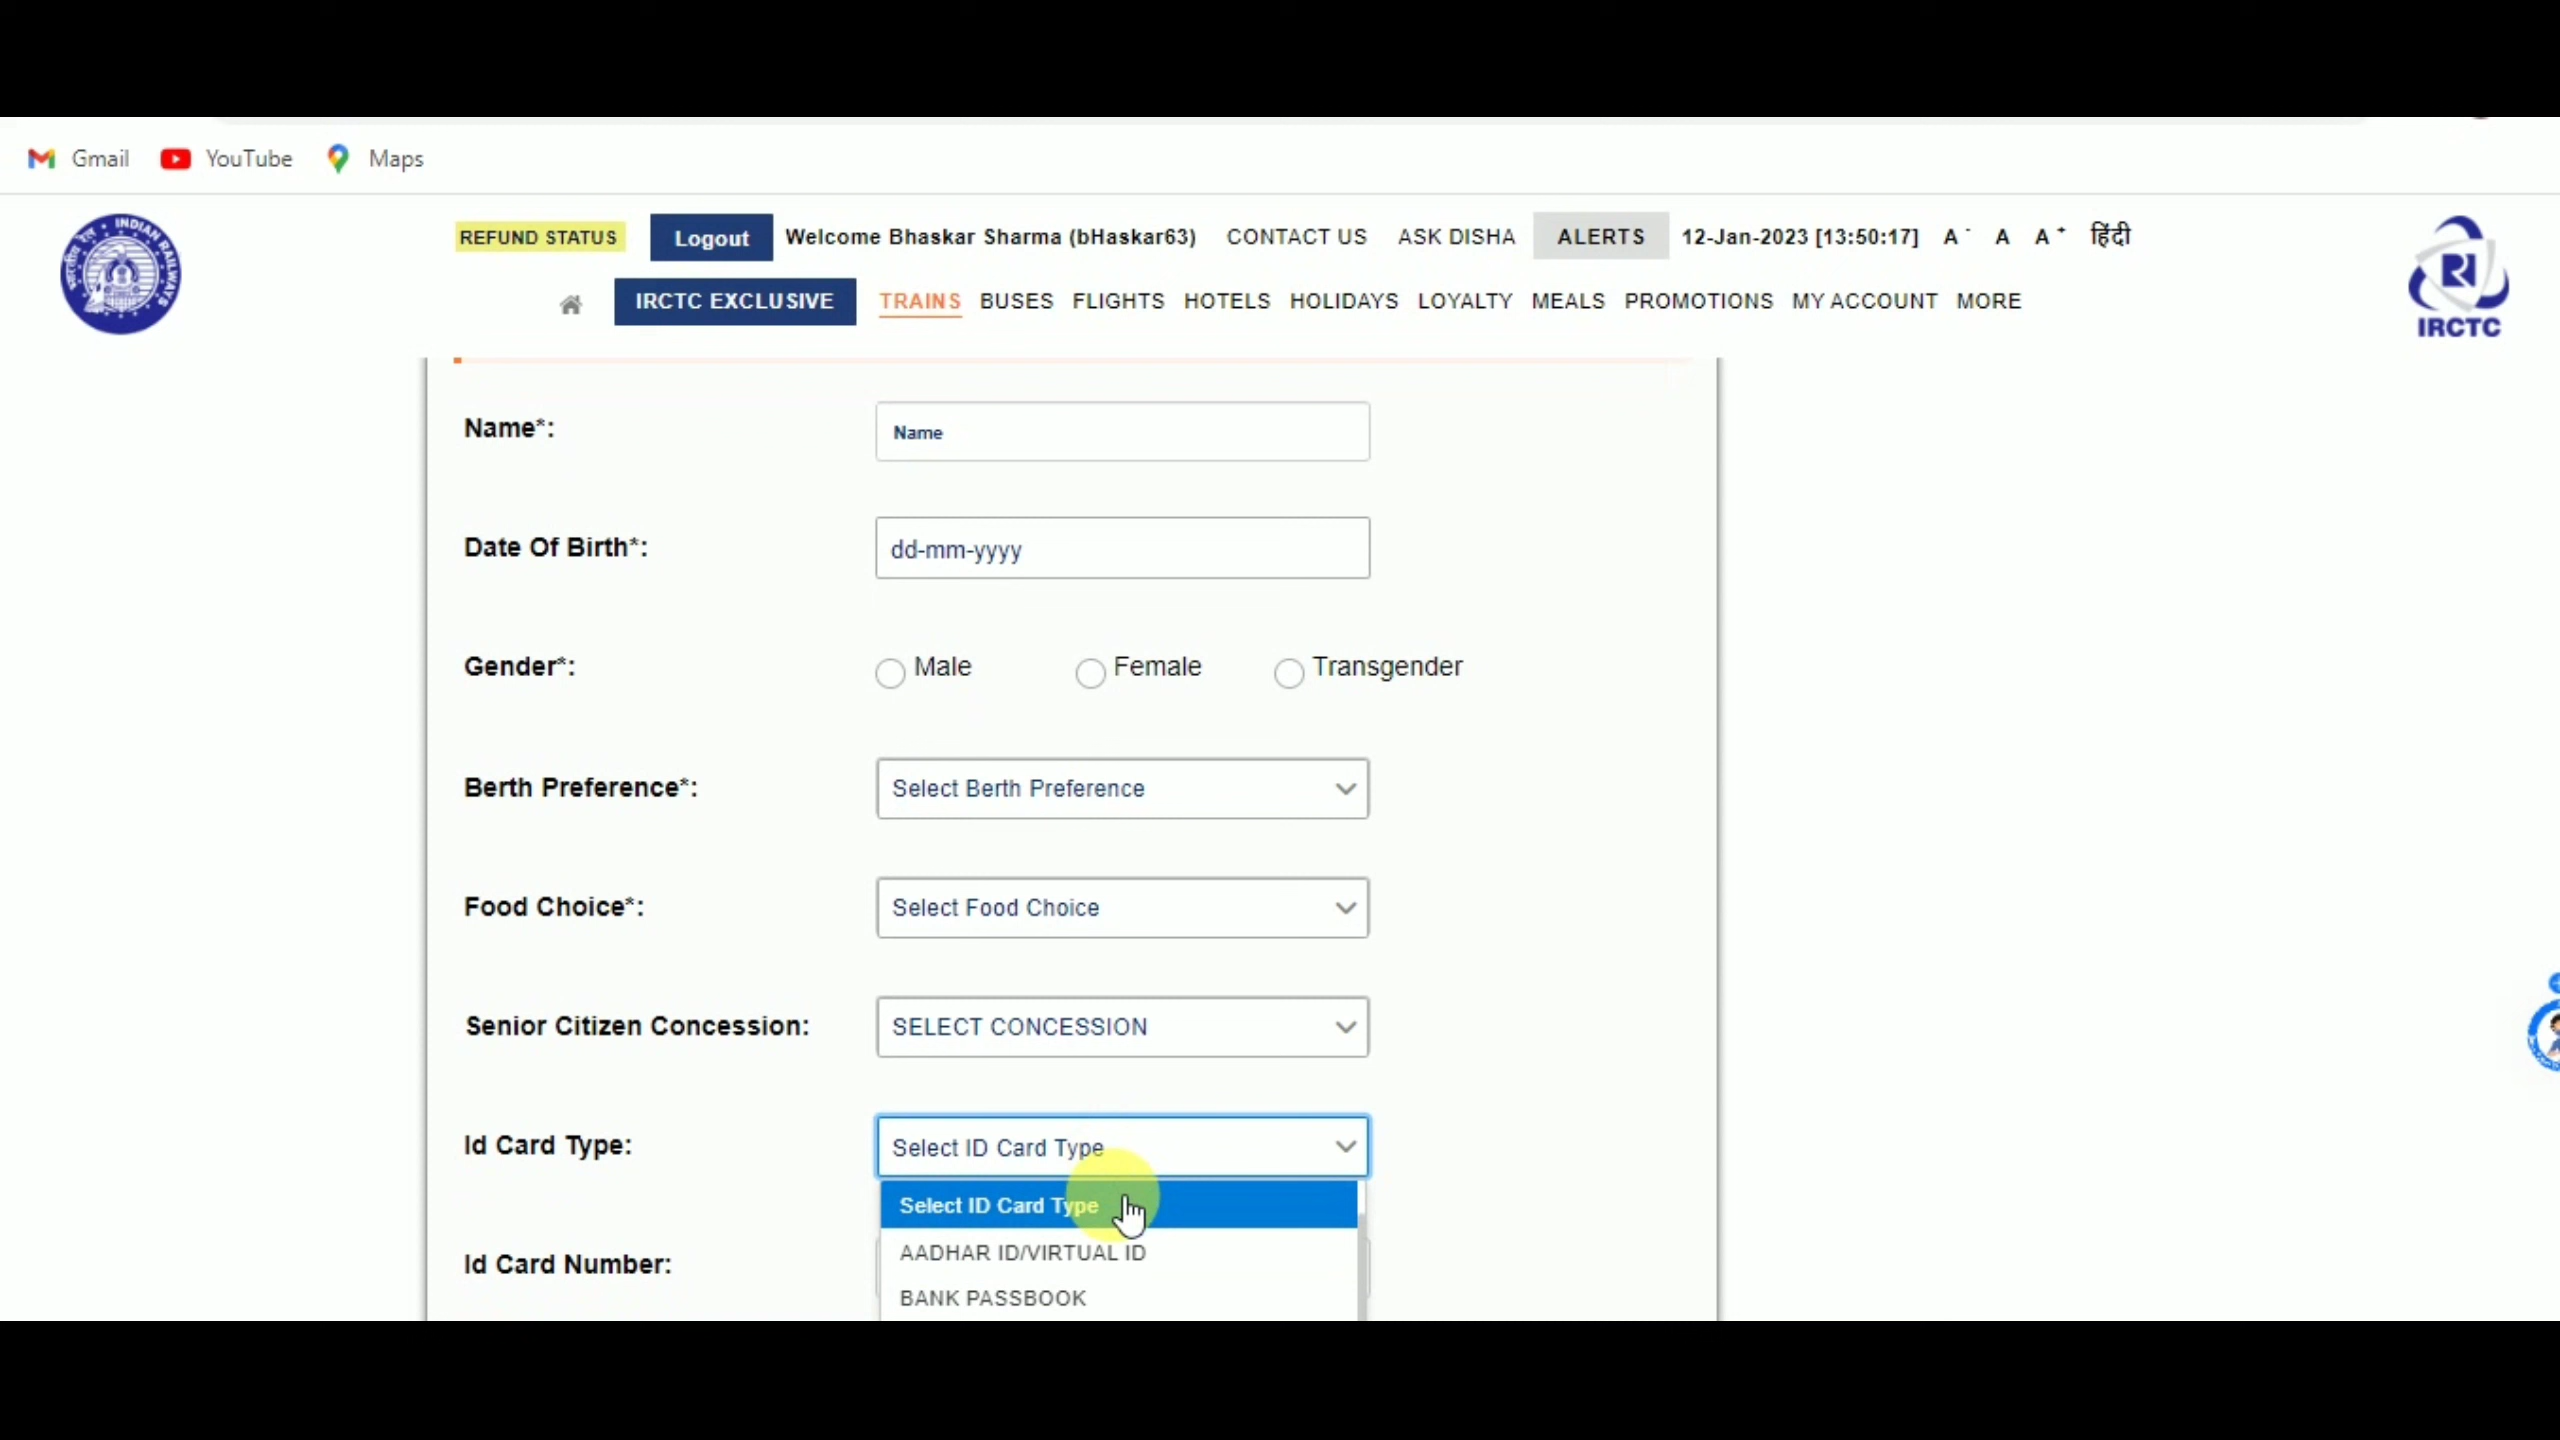 Gmail YouTube Maps
INDIAN RAILWAYS
REFUND STATUS Logout Welcome Bhaskar Sharma (bHaskar63) CONTACT US ASK DISHA ALERTS 12-Jan-2023 [13:50:17] A- A A+ हिंदी
IRCTC EXCLUSIVE TRAINS BUSES FLIGHTS HOTELS HOLIDAYS LOYALTY MEALS PROMOTIONS MY ACCOUNT MORE
IRCTC
Name*: Name
Date Of Birth*: dd-mm-yyyy
Gender*: Male Female Transgender
Berth Preference*: Select Berth Preference
Food Choice*: Select Food Choice
Senior Citizen Concession: SELECT CONCESSION
Id Card Type: Select ID Card Type
Select ID Card Type
AADHAR ID/VIRTUAL ID
Id Card Number:
BANK PASSBOOK